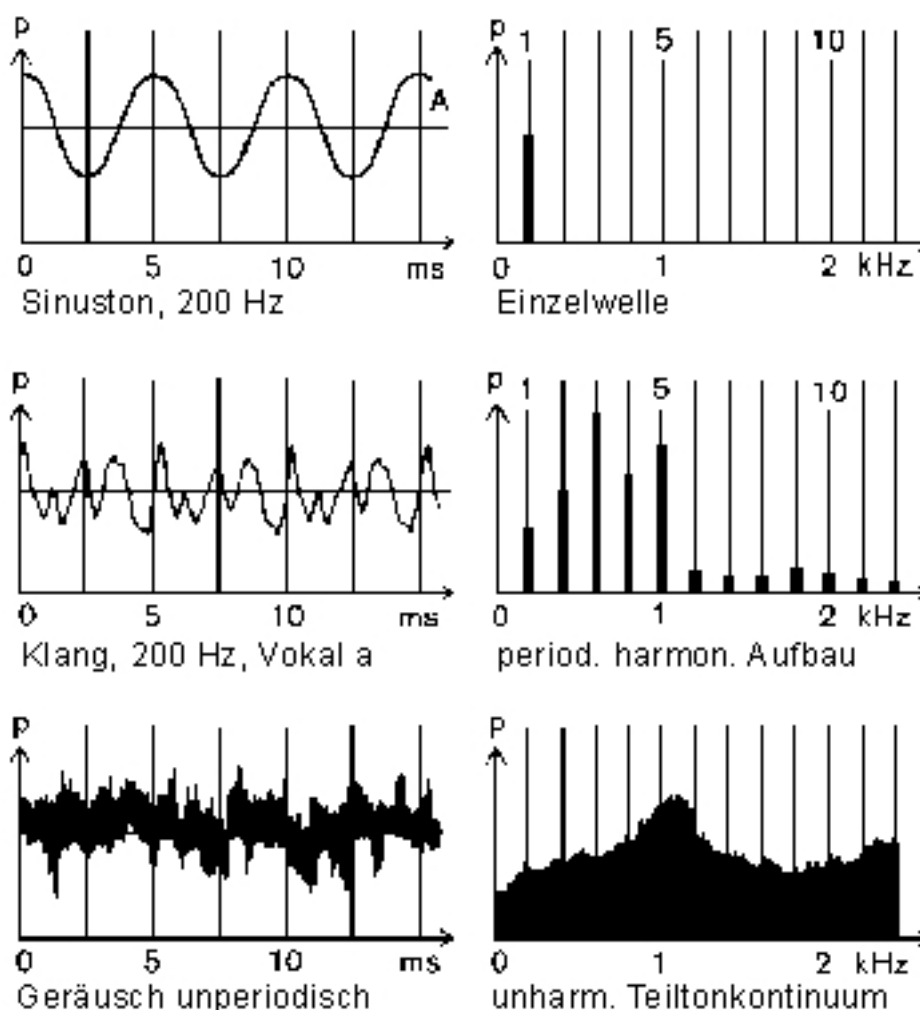 p
A
0 5 10 ms
Sinuston, 200 Hz
p 1 5 10
0 1 2 kHz
Einzelwelle
p
0 5 10 ms
Klang, 200 Hz, Vokal a
p 1 5 10
0 1 2 kHz
period. harmon. Aufbau
p
0 5 10 ms
Geräusch unperiodisch
p
0 1 2 kHz
unharm. Teiltonkontinuum